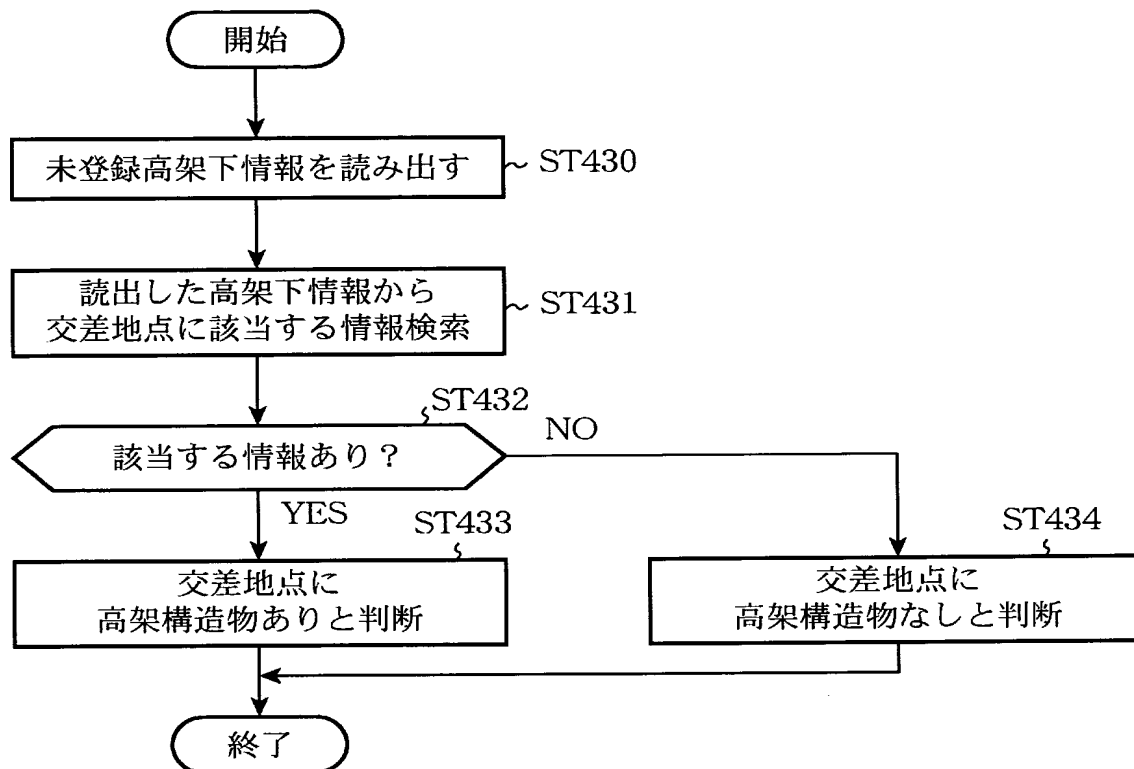 開始
未登録高架下情報を読み出す
ST430
読出した高架下情報から
交差地点に該当する情報検索
ST431
ST432
該当する情報あり？
NO
YES
ST433
交差地点に
高架構造物ありと判断
ST434
交差地点に
高架構造物なしと判断
終了